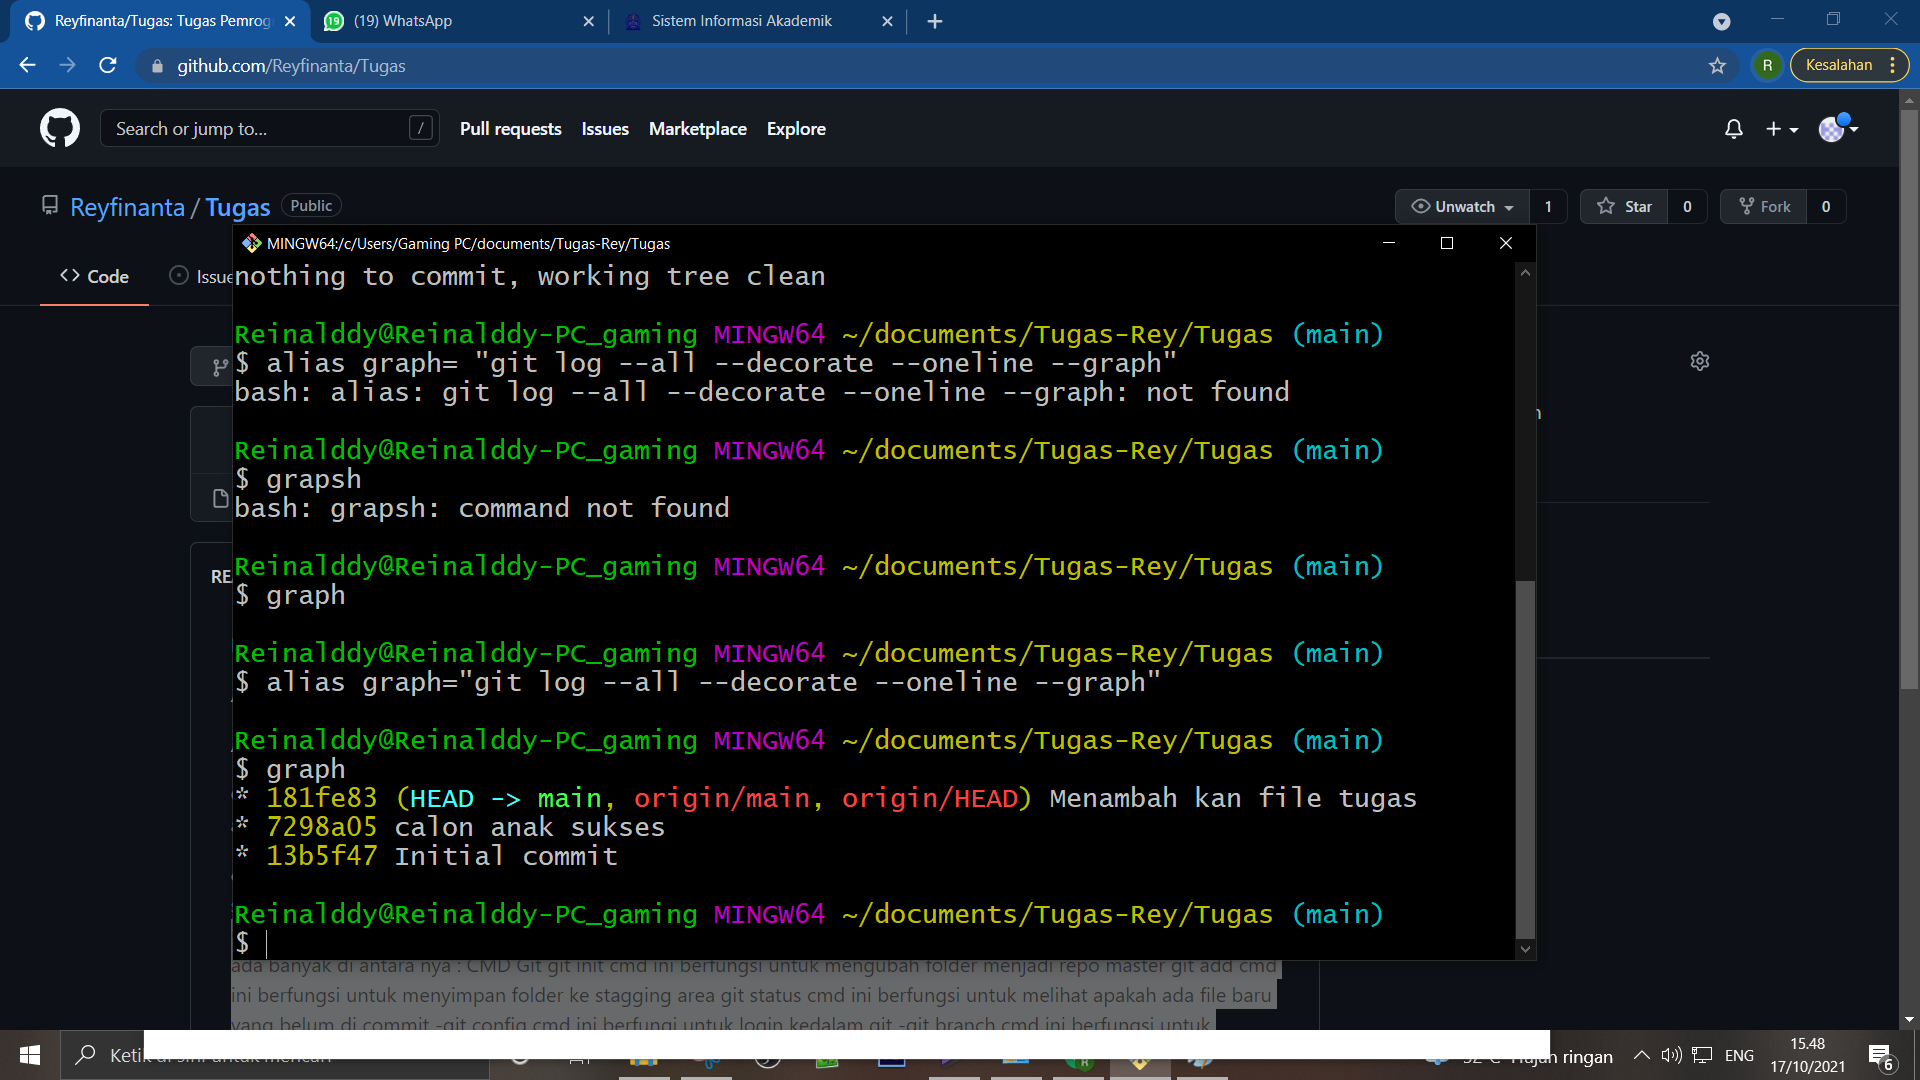 Reyfinanta/Tugas: Tugas Pemrog
(19) WhatsApp
Sistem Informasi Akademik
github.com/Reyfinanta/Tugas
R
Kesalahan
Search or jump to...
/
Pull requests
Issues
Marketplace
Explore
Reyfinanta / Tugas
Public
Unwatch
1
Star
0
Fork
0
Code
Issue
MINGW64:/c/Users/Gaming PC/documents/Tugas-Rey/Tugas
nothing to commit, working tree clean
Reinalddy@Reinalddy-PC_gaming MINGW64 ~/documents/Tugas-Rey/Tugas (main)
$ alias graph= "git log --all --decorate --oneline --graph"
bash: alias: git log --all --decorate --oneline --graph: not found
Reinalddy@Reinalddy-PC_gaming MINGW64 ~/documents/Tugas-Rey/Tugas (main)
$ grapsh
bash: grapsh: command not found
Reinalddy@Reinalddy-PC_gaming MINGW64 ~/documents/Tugas-Rey/Tugas (main)
RE
$ graph
Reinalddy@Reinalddy-PC_gaming MINGW64 ~/documents/Tugas-Rey/Tugas (main)
$ alias graph="git log --all --decorate --oneline --graph"
Reinalddy@Reinalddy-PC_gaming MINGW64 ~/documents/Tugas-Rey/Tugas (main)
$ graph
* 181fe83 (HEAD -> main, origin/main, origin/HEAD) Menambah kan file tugas
* 7298a05 calon anak sukses
* 13b5f47 Initial commit
Reinalddy@Reinalddy-PC_gaming MINGW64 ~/documents/Tugas-Rey/Tugas (main)
$
ada banyak di antara nya : CMD Git git init cmd ini berfungsi untuk mengubah folder menjadi repo master git add cmd
ini berfungsi untuk menyimpan folder ke stagging area git status cmd ini berfungsi untuk melihat apakah ada file baru
yang belum di commit -git config cmd ini berfungi untuk login kedalam git -git branch cmd ini berfungsi untuk
Ketik di sini untuk mencari
32°C Hujan ringan
ENG
15.48
17/10/2021
6